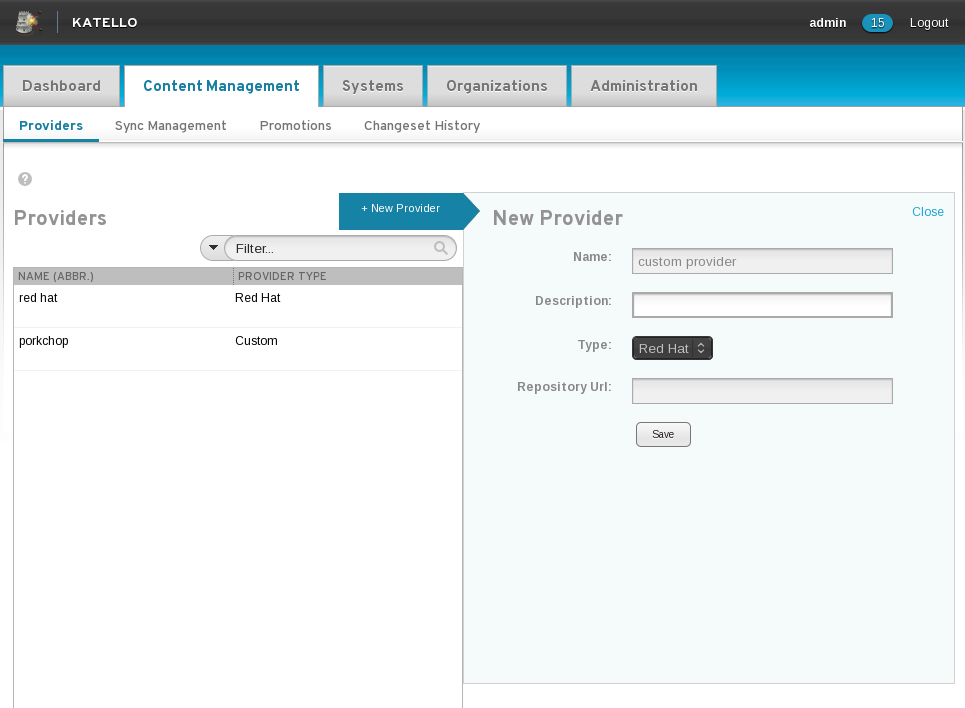 KATELLO
admin 15 Logout
Dashboard Content Management Systems Organizations Administration
Providers Sync Management Promotions Changeset History
?
Providers
+ New Provider
Filter...
NAME (ABBR.) PROVIDER TYPE
red hat Red Hat
porkchop Custom
New Provider
Close
Name: custom provider
Description:
Type: Red Hat
Repository Url:
Save